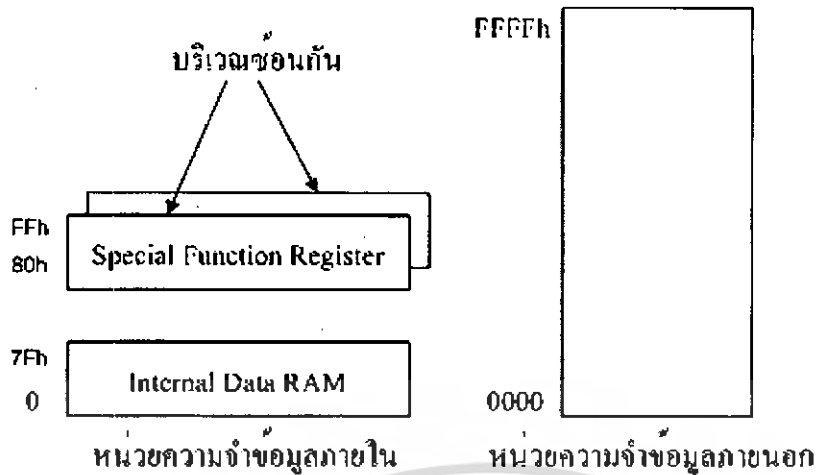 บริเวณซ้อนกัน
FFh
80h
Special Function Register
7Fh
0
Internal Data RAM
หน่วยความจำข้อมูลภายใน
FFFFh
0000
หน่วยความจำข้อมูลภายนอก